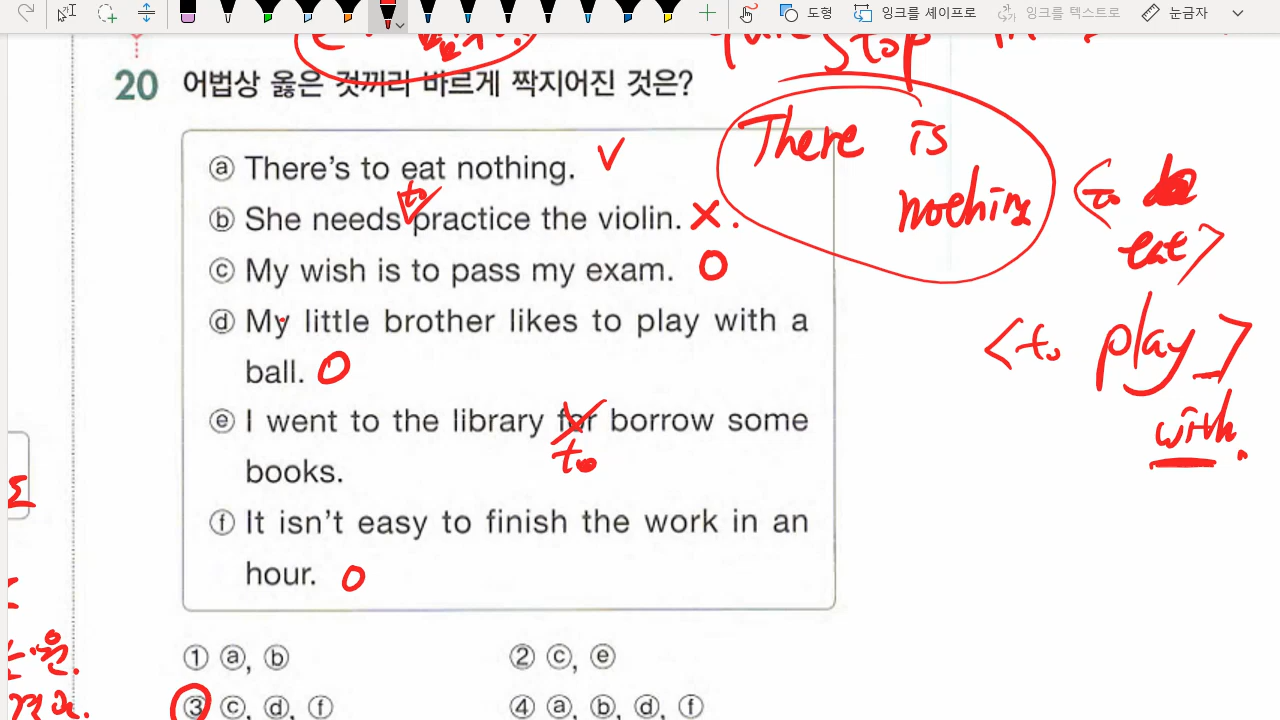 도형
잉크를 셰이프로
잉크를 텍스트로
눈금자
stop
20 어법상 옳은 것끼리 바르게 짝지어진 것은?
ⓐ There's to eat nothing.
to
ⓑ She needs practice the violin.
ⓒ My wish is to pass my exam.
ⓓ My little brother likes to play with a
ball.
ⓔ I went to the library for borrow some
to
books.
ⓕ It isn't easy to finish the work in an
hour.
There is
nothing <to
eat>
<to play_>
with.
① ⓐ, ⓑ
② ⓒ, ⓔ
③ ⓒ, ⓓ, ⓕ
④ ⓐ, ⓑ, ⓓ, ⓕ